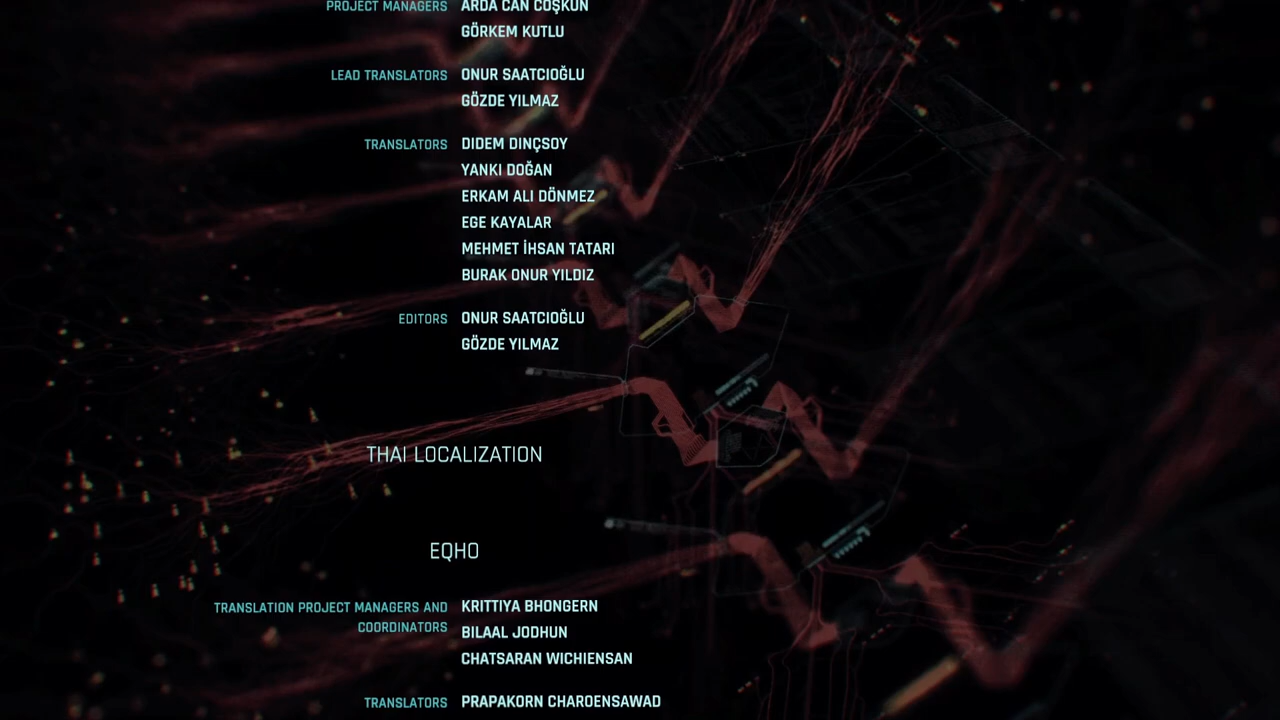 PROJECT MANAGERS ARDA CAN COŞKUN
GÖRKEM KUTLU
LEAD TRANSLATORS ONUR SAATCIOĞLU
GÖZDE YILMAZ
TRANSLATORS DIDEM DINÇSOY
YANKI DOĞAN
ERKAM ALI DÖNMEZ
EGE KAYALAR
MEHMET İHSAN TATARI
BURAK ONUR YILDIZ
EDITORS ONUR SAATCIOĞLU
GÖZDE YILMAZ
THAI LOCALIZATION
EQHO
TRANSLATION PROJECT MANAGERS AND KRITTIYA BHONGERN
COORDINATORS BILAAL JODHUN
CHATSARAN WICHIENSAN
TRANSLATORS PRAPAKORN CHAROENSAWAD